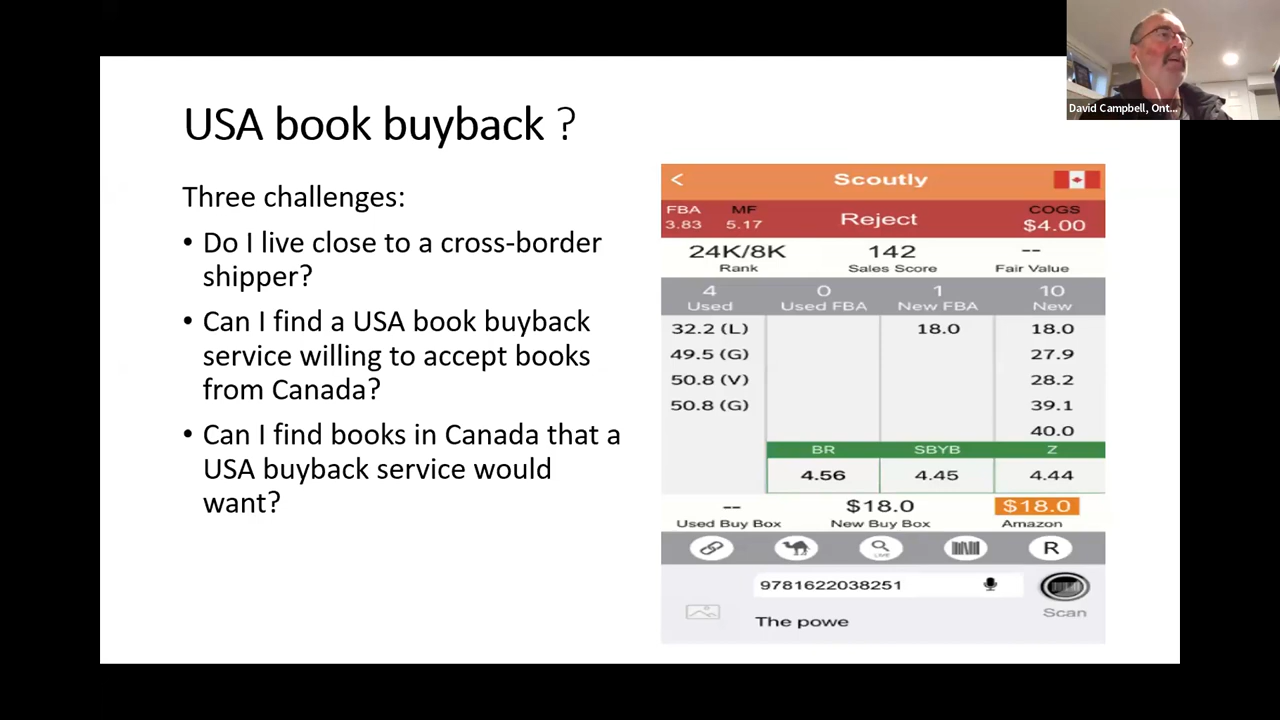 David Campbell, Ont...
USA book buyback ?
Three challenges:
• Do I live close to a cross-border
shipper?
• Can I find a USA book buyback
service willing to accept books
from Canada?
• Can I find books in Canada that a
USA buyback service would
want?
< Scoutly
FBA MF Reject COGS
3.83 5.17 $4.00
24K/8K 142 --
Rank Sales Score Fair Value
4 0 1 10
Used Used FBA New FBA New
32.2 (L) 18.0 18.0
49.5 (G) 27.9
50.8 (V) 28.2
50.8 (G) 39.1
40.0
BR SBYB Z
4.56 4.45 4.44
-- $18.0 $18.0
Used Buy Box New Buy Box Amazon
LIVE R
9781622038251
Scan
The powe